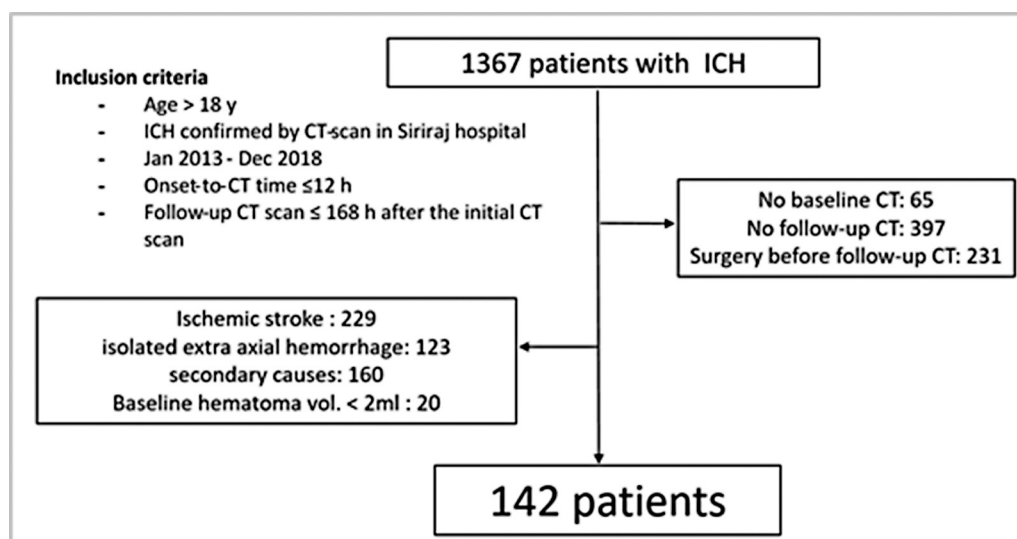 1367 patients with ICH
Inclusion criteria
- Age > 18 y
- ICH confirmed by CT-scan in Siriraj hospital
- Jan 2013 - Dec 2018
- Onset-to-CT time ≤12 h
- Follow-up CT scan ≤ 168 h after the initial CT
scan
No baseline CT: 65
No follow-up CT: 397
Surgery before follow-up CT: 231
Ischemic stroke : 229
isolated extra axial hemorrhage: 123
secondary causes: 160
Baseline hematoma vol. < 2ml : 20
142 patients